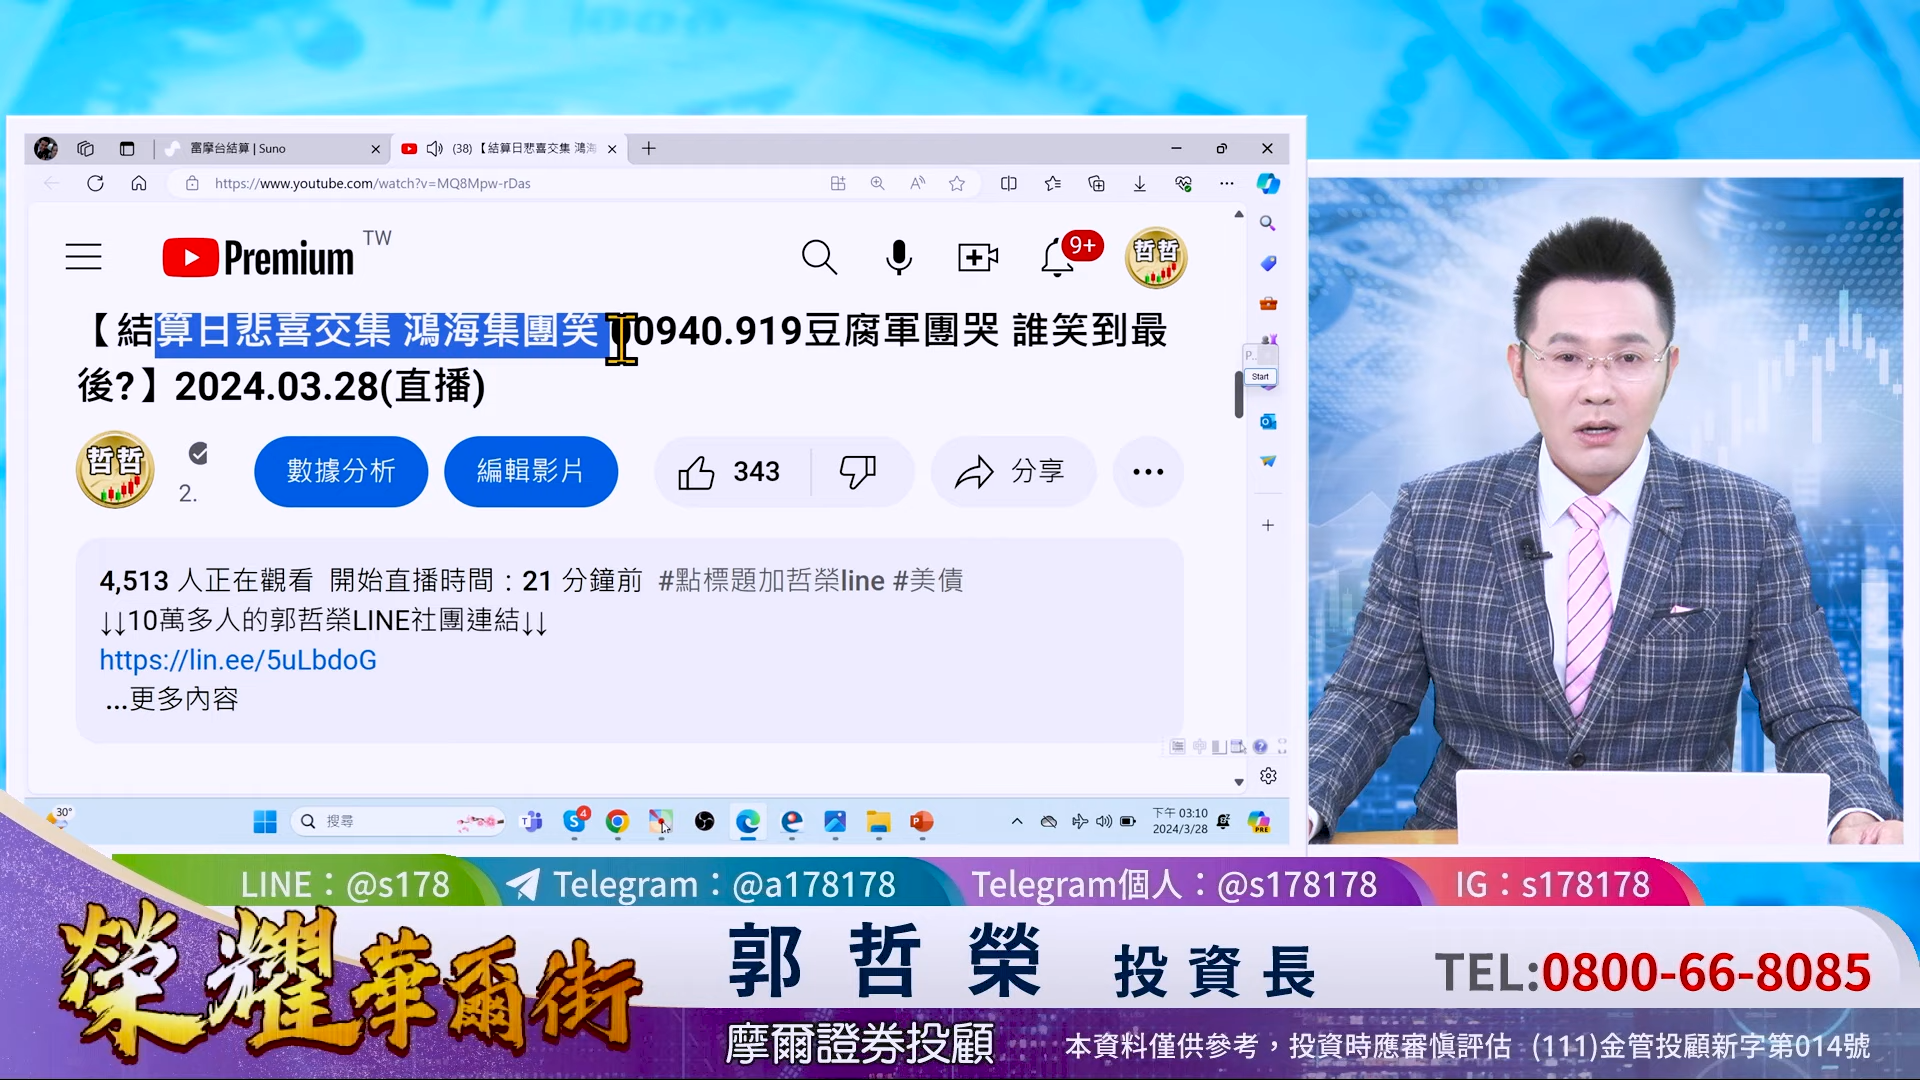 富摩台結算 | Suno
(38)【結算日悲喜交集 鴻海
https://www.youtube.com/watch?v=MQ8Mpw-rDas
Premium TW
9+
哲哲
【結算日悲喜交集 鴻海集團笑 00940.919豆腐軍團哭 誰笑到最
後?】2024.03.28(直播)
哲哲
2.
數據分析
編輯影片
343
分享
4,513 人正在觀看 開始直播時間：21 分鐘前 #點標題加哲榮line #美債
↓↓10萬多人的郭哲榮LINE社團連結↓↓
https://lin.ee/5uLbdoG
...更多內容
P..
Start
30°
搜尋
4
下午 03:10
2024/3/28
PRE
LINE：@s178
Telegram：@a178178
Telegram個人：@s178178
IG：s178178
榮耀華爾街
郭哲榮 投資長
TEL:0800-66-8085
摩爾證券投顧
本資料僅供參考，投資時應審慎評估 (111)金管投顧新字第014號